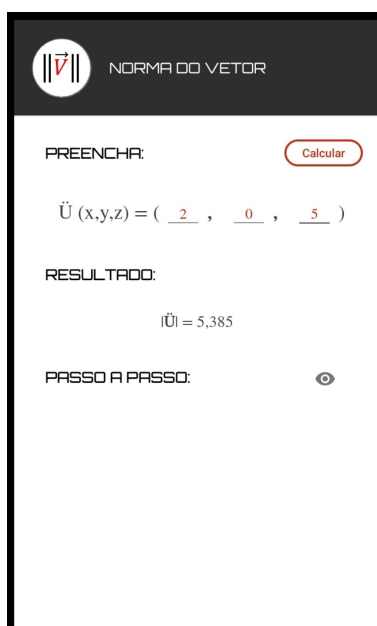 ||V⃗|| NORMA DO VETOR
PREENCHA: Calcular
Ü (x,y,z) = ( 2 , 0 , 5 )
RESULTADO:
|Ü| = 5,385
PASSO A PASSO: